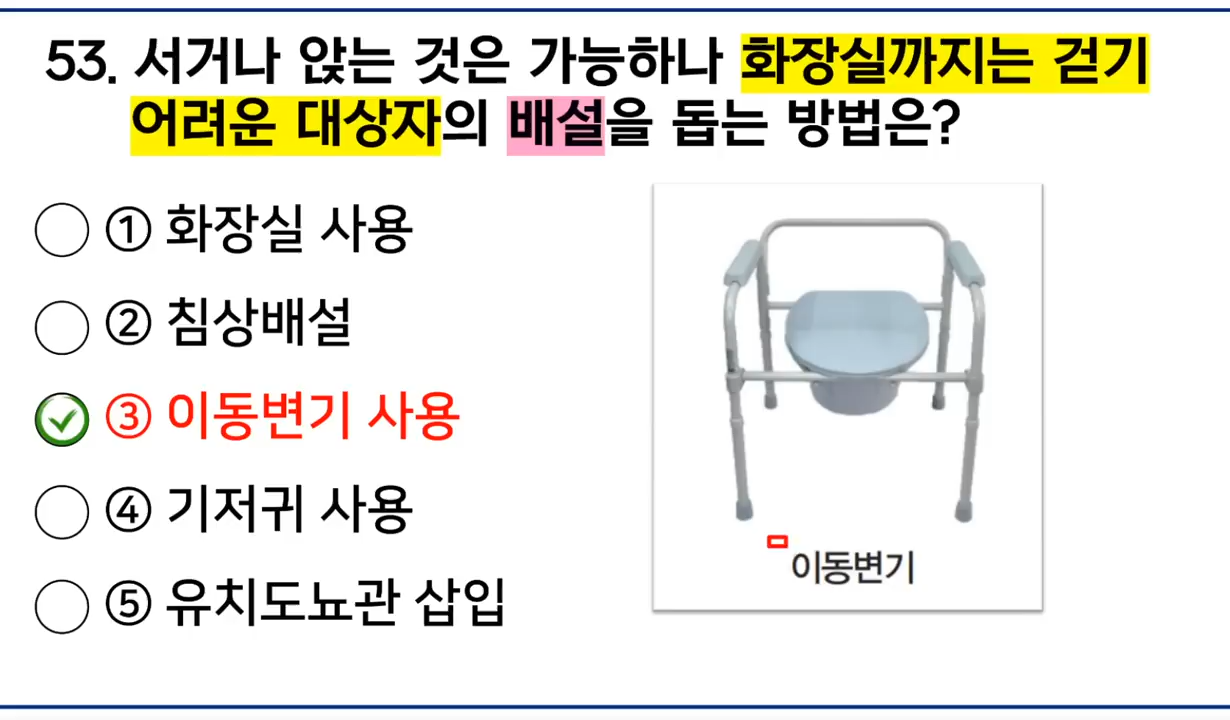 53. 서거나 앉는 것은 가능하나 화장실까지는 걷기
어려운 대상자의 배설을 돕는 방법은?
① 화장실 사용
② 침상배설
③ 이동변기 사용
④ 기저귀 사용
⑤ 유치도뇨관 삽입
이동변기